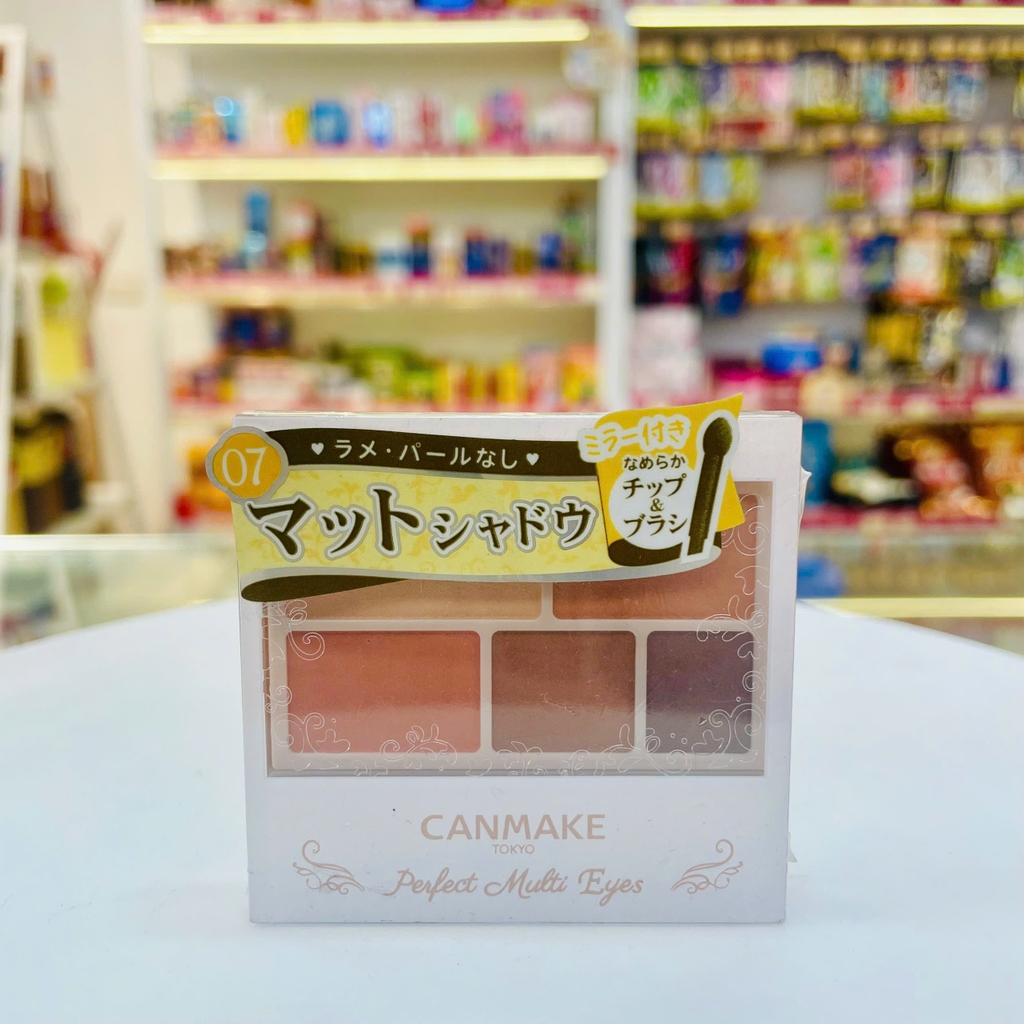 07
♥ ラメ・パールなし ♥
マットシャドウ
ミラー付き
なめらか
チップ
&
ブラシ
CANMAKE
TOKYO
Perfect Multi Eyes